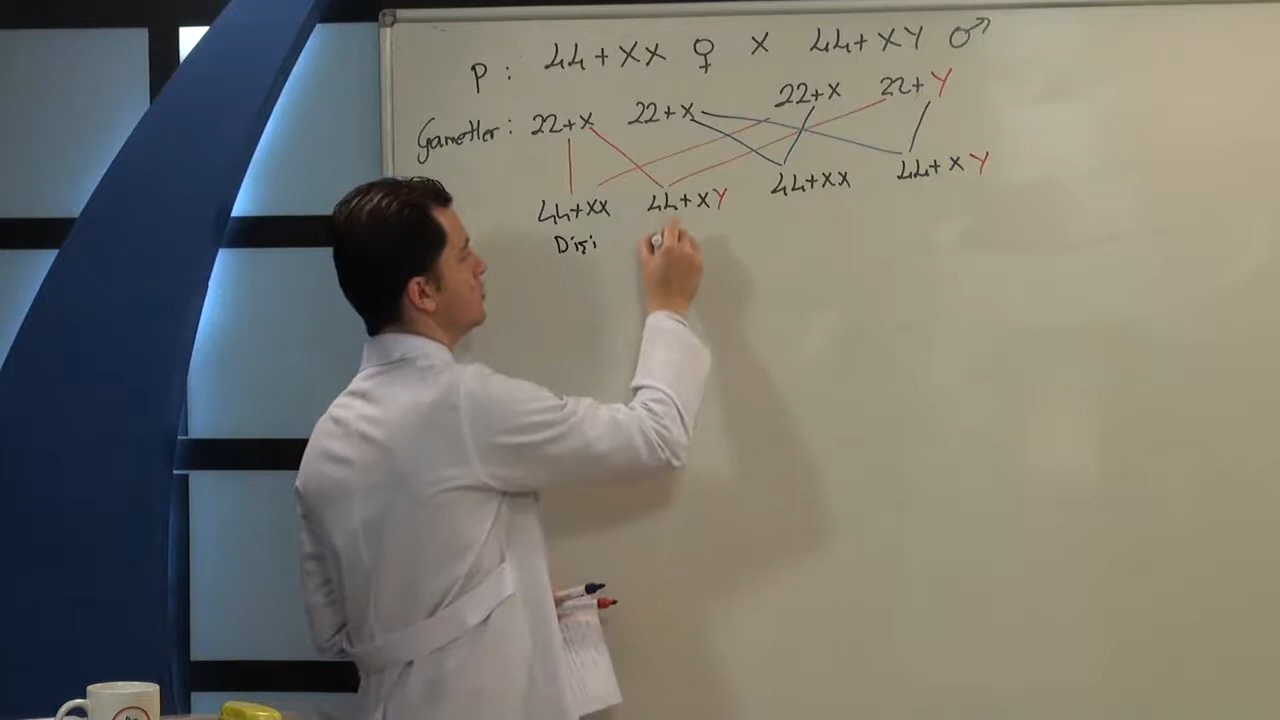 P : 44+XX ♀ X 44+XY ♂
Gametler : 22+X 22+X 22+X 22+Y
44+XX 44+XY 44+XX 44+XY
Dişi